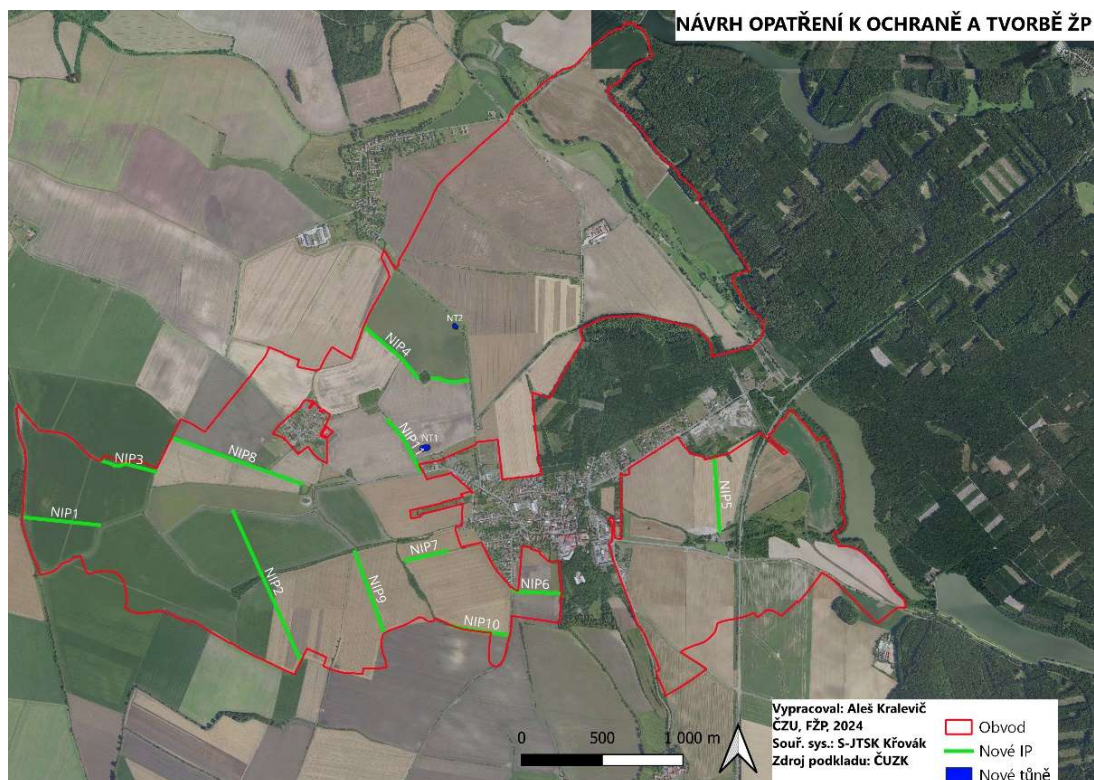 NÁVRH OPATŘENÍ K OCHRANĚ A TVORBĚ ŽP
NT2
NIP4
NIP11
NT1
NIP3
NIP8
NIP5
NIP1
NIP2
NIP7
NIP9
NIP6
NIP10
Vypracoval: Aleš Kralevič
ČZU, FŽP, 2024
Souř. sys.: S-JTSK Křovák
Zdroj podkladu: ČUZK
0 500 1 000 m
Obvod
Nové IP
Nové tůně